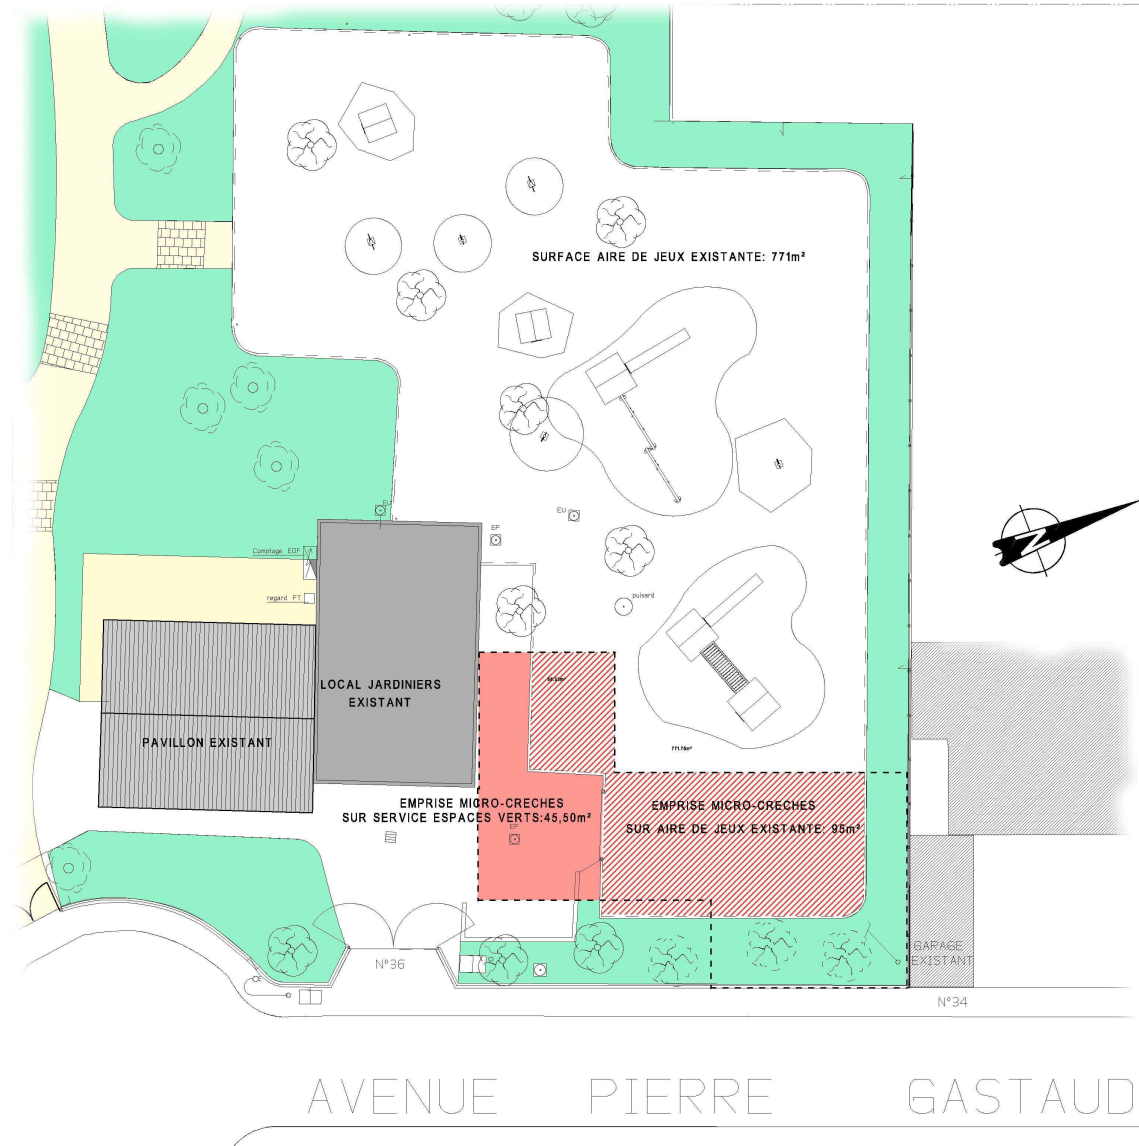 SURFACE AIRE DE JEUX EXISTANTE: 771m²
EU
EP
EU
Comptage EDF
regard FT
puisard
N
LOCAL JARDINIERS
EXISTANT
PAVILLON EXISTANT
771.76m²
EMPRISE MICRO-CRECHES
SUR SERVICE ESPACES VERTS:45,50m²
EP
EMPRISE MICRO-CRECHES
SUR AIRE DE JEUX EXISTANTE: 95m²
GARAGE
EXISTANT
N°36
N°34
AVENUE PIERRE GASTAUD